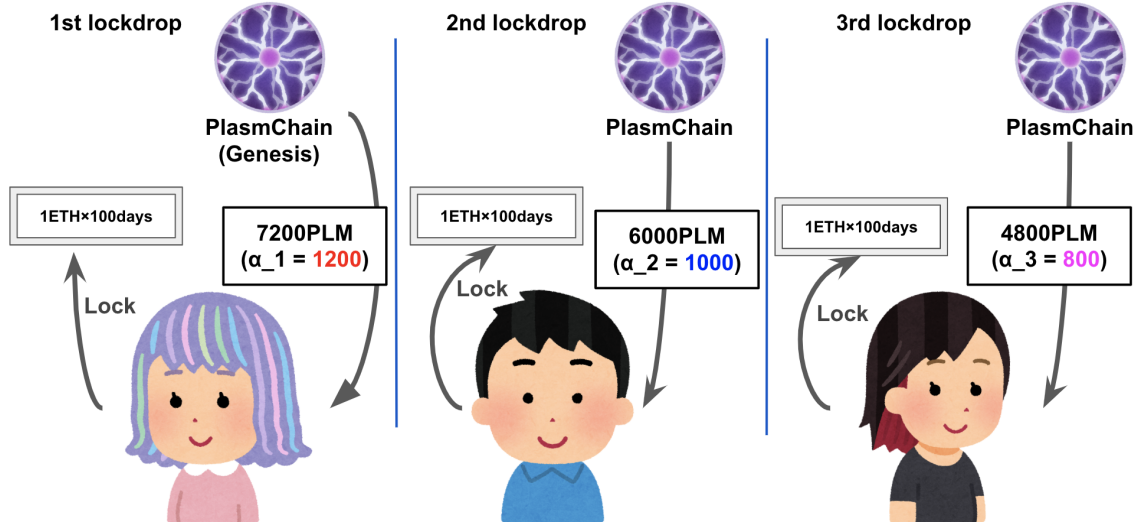 1st lockdrop
PlasmChain
(Genesis)
1ETH×100days
7200PLM
(α_1 = 1200)
Lock
2nd lockdrop
PlasmChain
1ETH×100days
6000PLM
(α_2 = 1000)
Lock
3rd lockdrop
PlasmChain
1ETH×100days
4800PLM
(α_3 = 800)
Lock